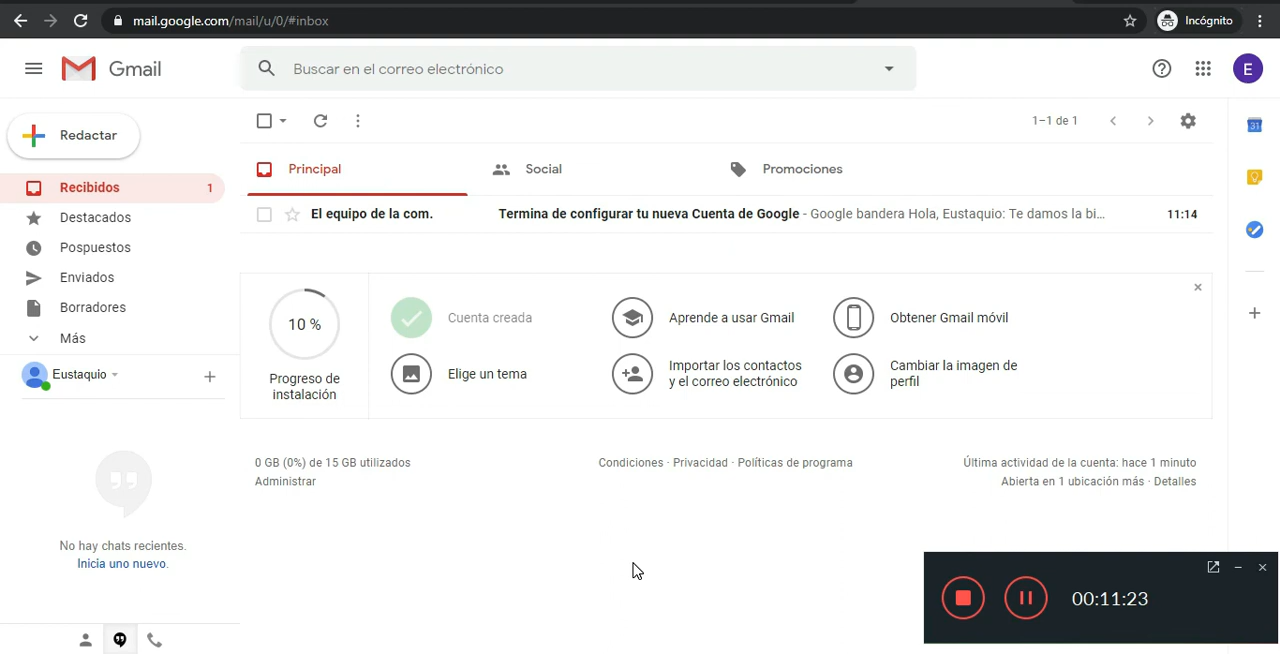 mail.google.com/mail/u/0/#inbox
Incógnito
Gmail
Buscar en el correo electrónico
E
Redactar
1–1 de 1
31
Principal
Social
Promociones
Recibidos 1
El equipo de la com. Termina de configurar tu nueva Cuenta de Google - Google bandera Hola, Eustaquio: Te damos la bi... 11:14
Destacados
Pospuestos
Enviados
Borradores
Más
Eustaquio
10 %
Progreso de
instalación
Cuenta creada
Aprende a usar Gmail
Obtener Gmail móvil
Elige un tema
Importar los contactos
y el correo electrónico
Cambiar la imagen de
perfil
0 GB (0%) de 15 GB utilizados
Administrar
Condiciones · Privacidad · Políticas de programa
Última actividad de la cuenta: hace 1 minuto
Abierta en 1 ubicación más · Detalles
No hay chats recientes.
Inicia uno nuevo.
00:11:23